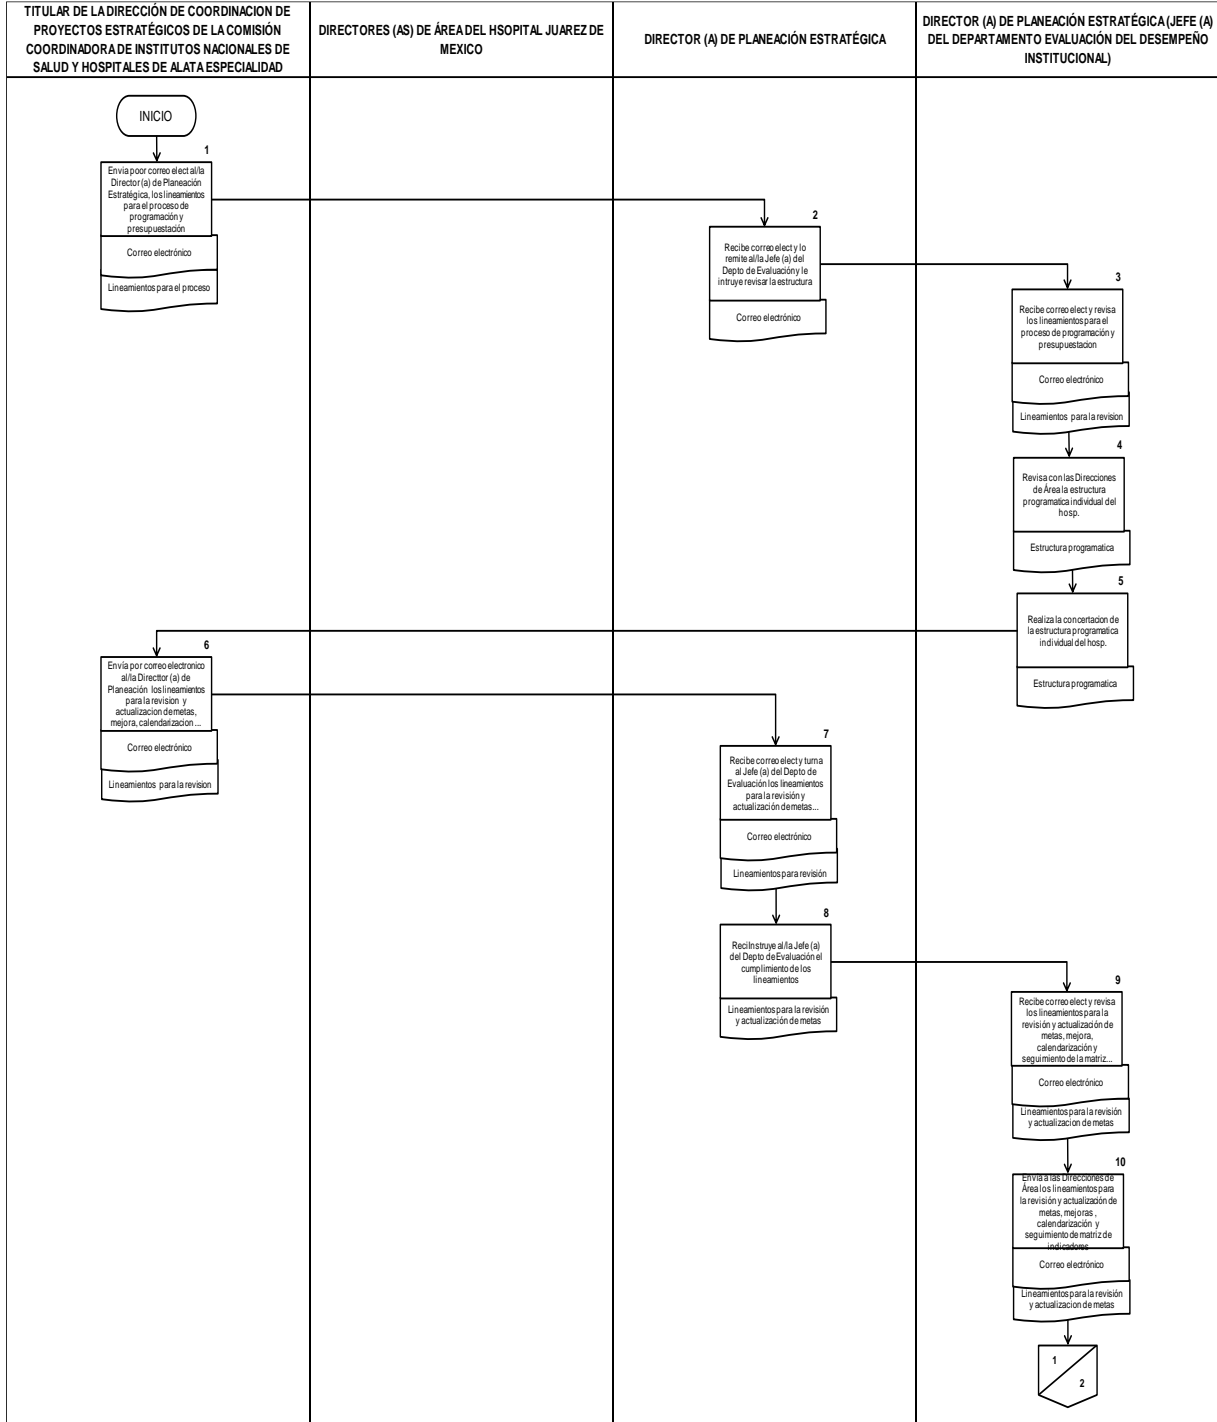 TITULAR DE LA DIRECCIÓN DE COORDINACION DE
PROYECTOS ESTRATÉGICOS DE LA COMISIÓN
COORDINADORA DE INSTITUTOS NACIONALES DE
SALUD Y HOSPITALES DE ALATA ESPECIALIDAD
DIRECTORES (AS) DE ÁREA DEL HSOPITAL JUAREZ DE
MEXICO
DIRECTOR (A) DE PLANEACIÓN ESTRATÉGICA
DIRECTOR (A) DE PLANEACIÓN ESTRATÉGICA (JEFE (A)
DEL DEPARTAMENTO EVALUACIÓN DEL DESEMPEÑO
INSTITUCIONAL)
INICIO
1
Envia poor correo elect al/la
Director (a) de Planeación
Estratégica, los lineamientos
para el proceso de
programación y
presupuestación
Correo electrónico
Lineamientos para el proceso
2
Recibe correo elect y lo
remite al/la Jefe (a) del
Depto de Evaluación y le
intruye revisar la estructura
Correo electrónico
3
Recibe correo elect y revisa
los lineamientos para el
proceso de programación y
presupuestacion
Correo electrónico
Lineamientos para la revision
4
Revisa con las Direcciones
de Área la estructura
programatica individual del
hosp.
Estructura programatica
5
Realiza la concertacion de
la estructura programatica
individual del hosp.
Estructura programatica
6
Envía por correo electronico
al/la Directtor (a) de
Planeación los lineamientos
para la revision y
actualizacion de metas,
mejora, calendarizacion ...
Correo electrónico
Lineamientos para la revision
7
Recibe correo elect y turna
al Jefe (a) del Depto de
Evaluación los lineamientos
para la revisión y
actualización de metas...
Correo electrónico
Lineamientos para revisión
8
Reci Instruye al/la Jefe (a)
del Depto de Evaluación el
cumplimiento de los
lineamientos
Lineamientos para la revisión
y actualización de metas
9
Recibe correo elect y revisa
los lineamientos para la
revisión y actualización de
metas, mejora,
calendarización y
seguimiento de la matriz...
Correo electrónico
Lineamientos para la revisión
y actualizacion de metas
10
Envia a las Direcciones de
Área los lineamientos para
la revisión y actualización de
metas, mejoras ,
calendarización y
seguimiento de matríz de
indicadores
Correo electrónico
Lineamientos para la revisión
y actualizacion de metas
1
2